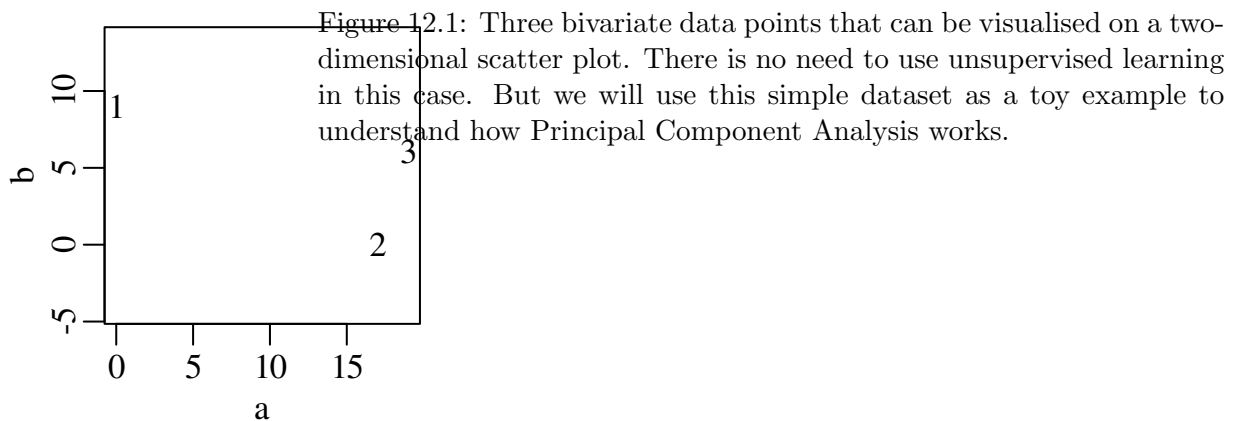 Figure 12.1: Three bivariate data points that can be visualised on a two-
dimensional scatter plot. There is no need to use unsupervised learning
in this case. But we will use this simple dataset as a toy example to
understand how Principal Component Analysis works.
10
5
0
-5
b
1
3
2
0 5 10 15
a